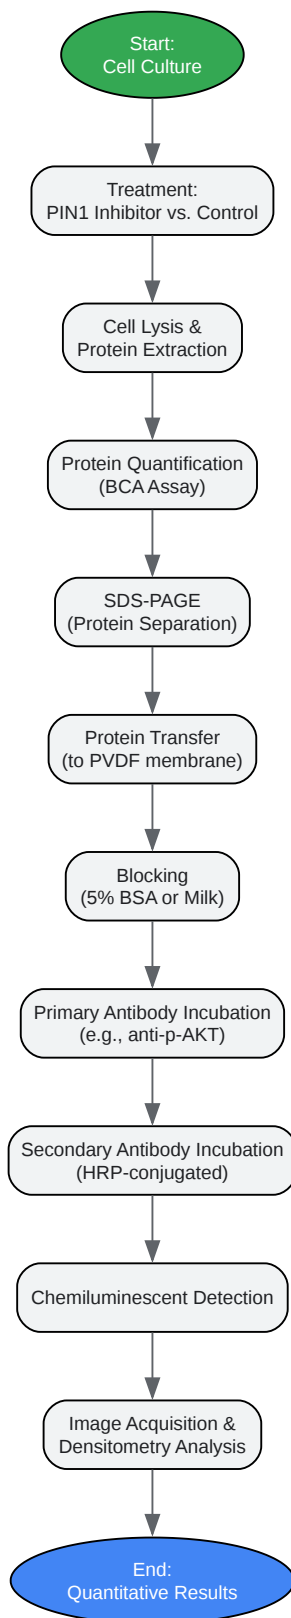 Start:
Cell Culture
Treatment:
PIN1 Inhibitor vs. Control
Cell Lysis &
Protein Extraction
Protein Quantification
(BCA Assay)
SDS-PAGE
(Protein Separation)
Protein Transfer
(to PVDF membrane)
Blocking
(5% BSA or Milk)
Primary Antibody Incubation
(e.g., anti-p-AKT)
Secondary Antibody Incubation
(HRP-conjugated)
Chemiluminescent Detection
Image Acquisition &
Densitometry Analysis
End:
Quantitative Results